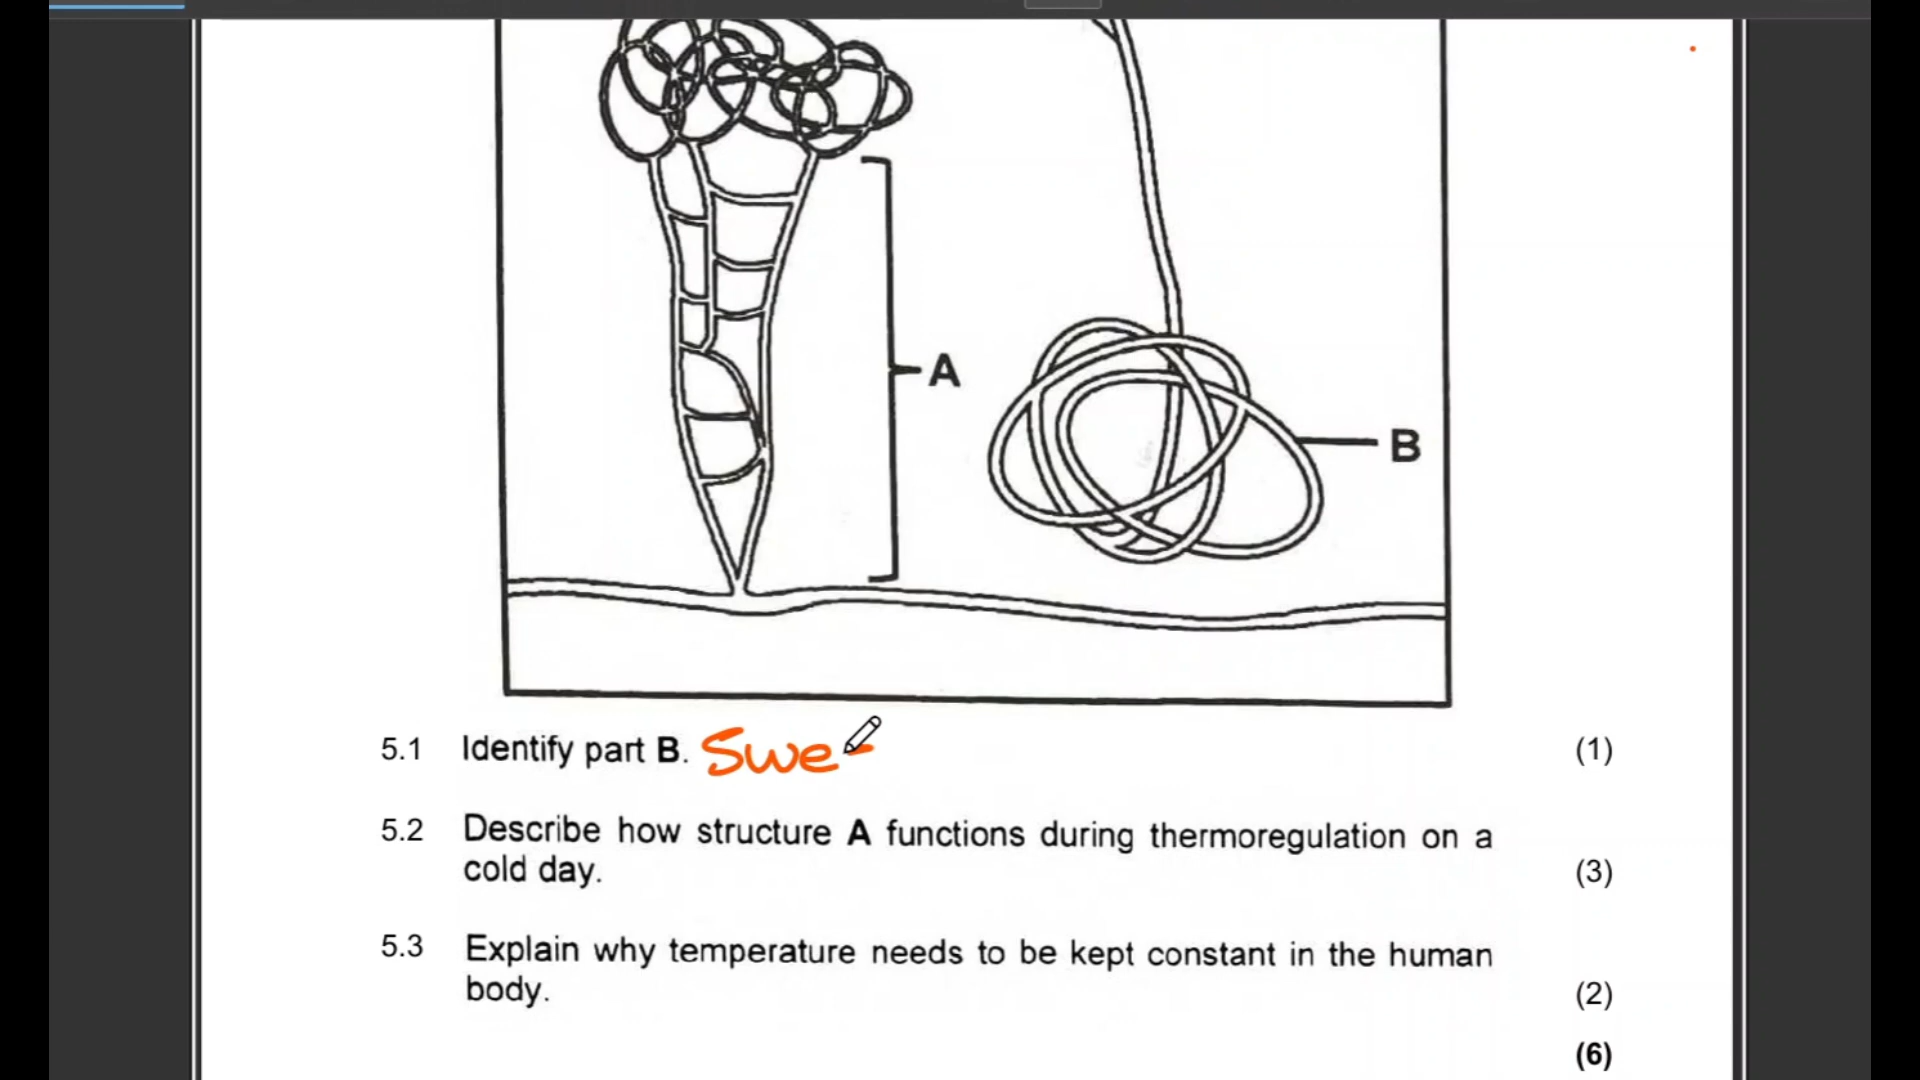 A
B
5.1 Identify part B. Swe (1)
5.2 Describe how structure A functions during thermoregulation on a
cold day. (3)
5.3 Explain why temperature needs to be kept constant in the human
body. (2)
(6)